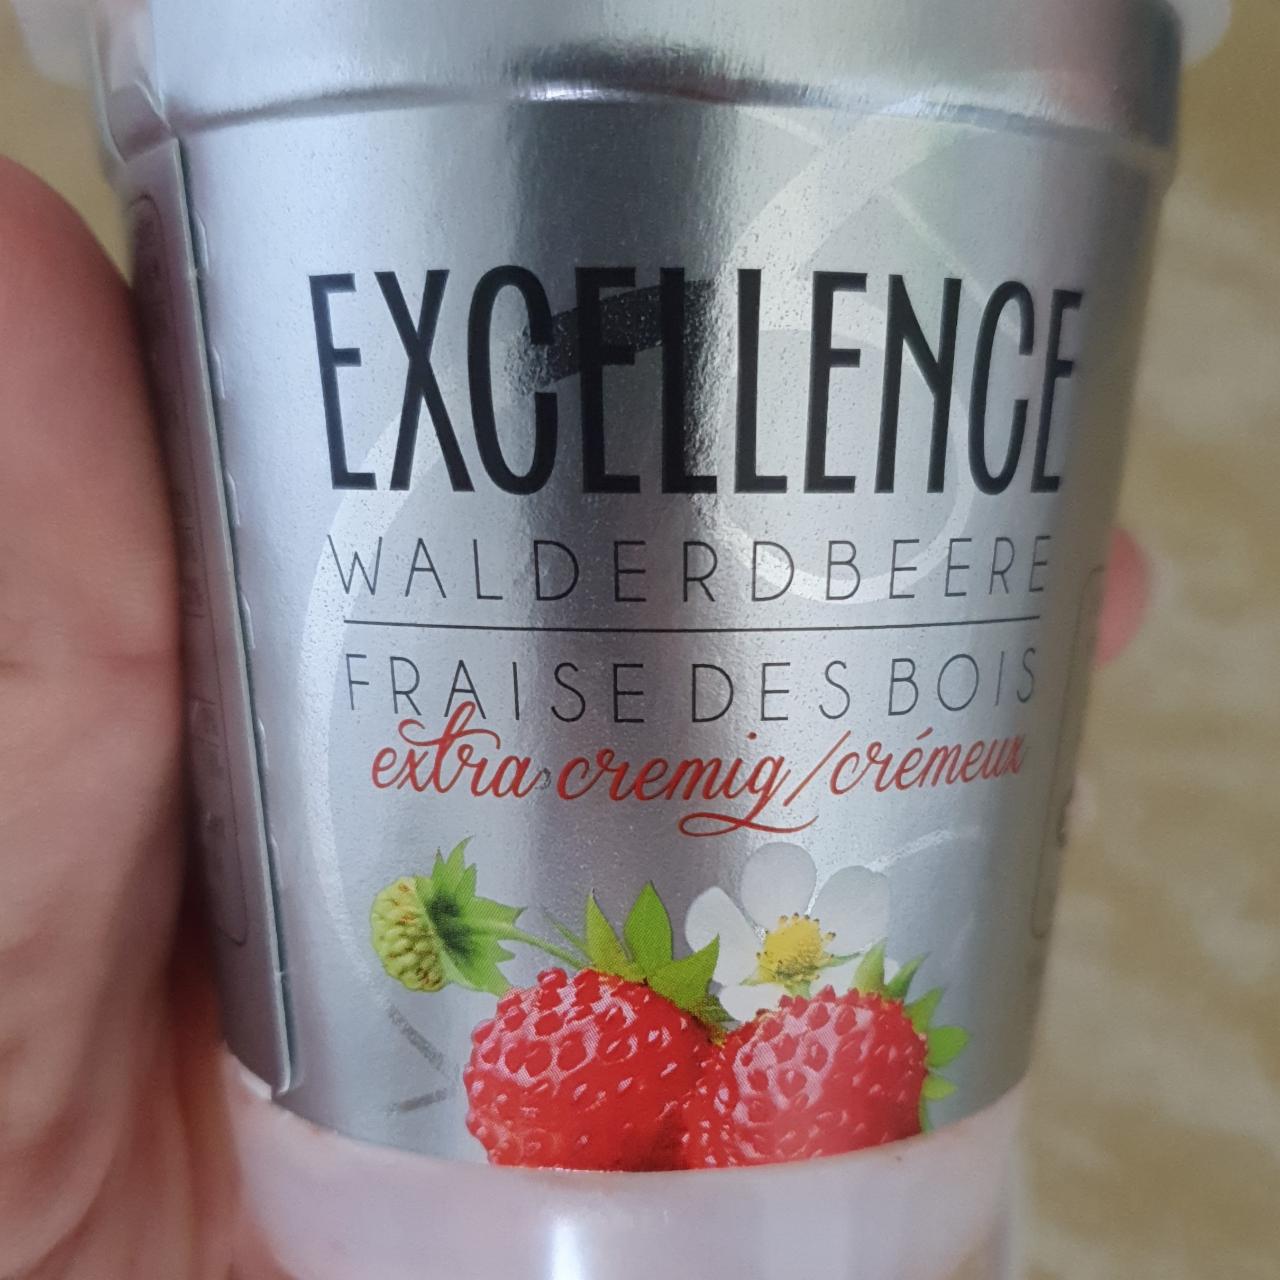 EXCELLENCE
WALDERDBEERE
FRAISE DES BOIS
extra cremig/crémeux